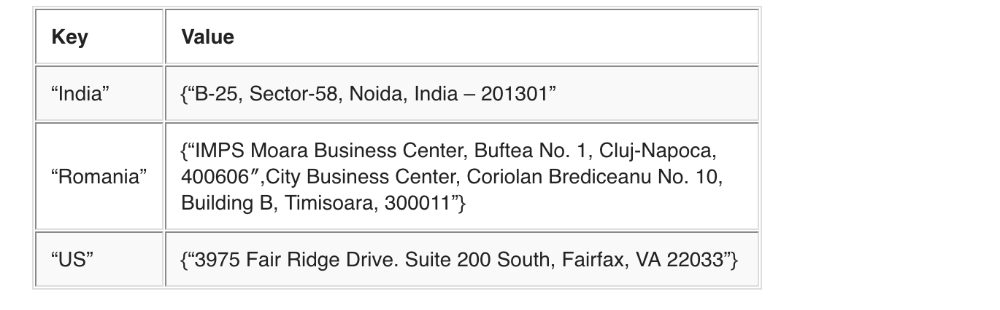 Key Value
“India” {“B-25, Sector-58, Noida, India – 201301”
{“IMPS Moara Business Center, Buftea No. 1, Cluj-Napoca,
“Romania” 400606″,City Business Center, Coriolan Brediceanu No. 10,
Building B, Timisoara, 300011”}
“US” {“3975 Fair Ridge Drive. Suite 200 South, Fairfax, VA 22033”}